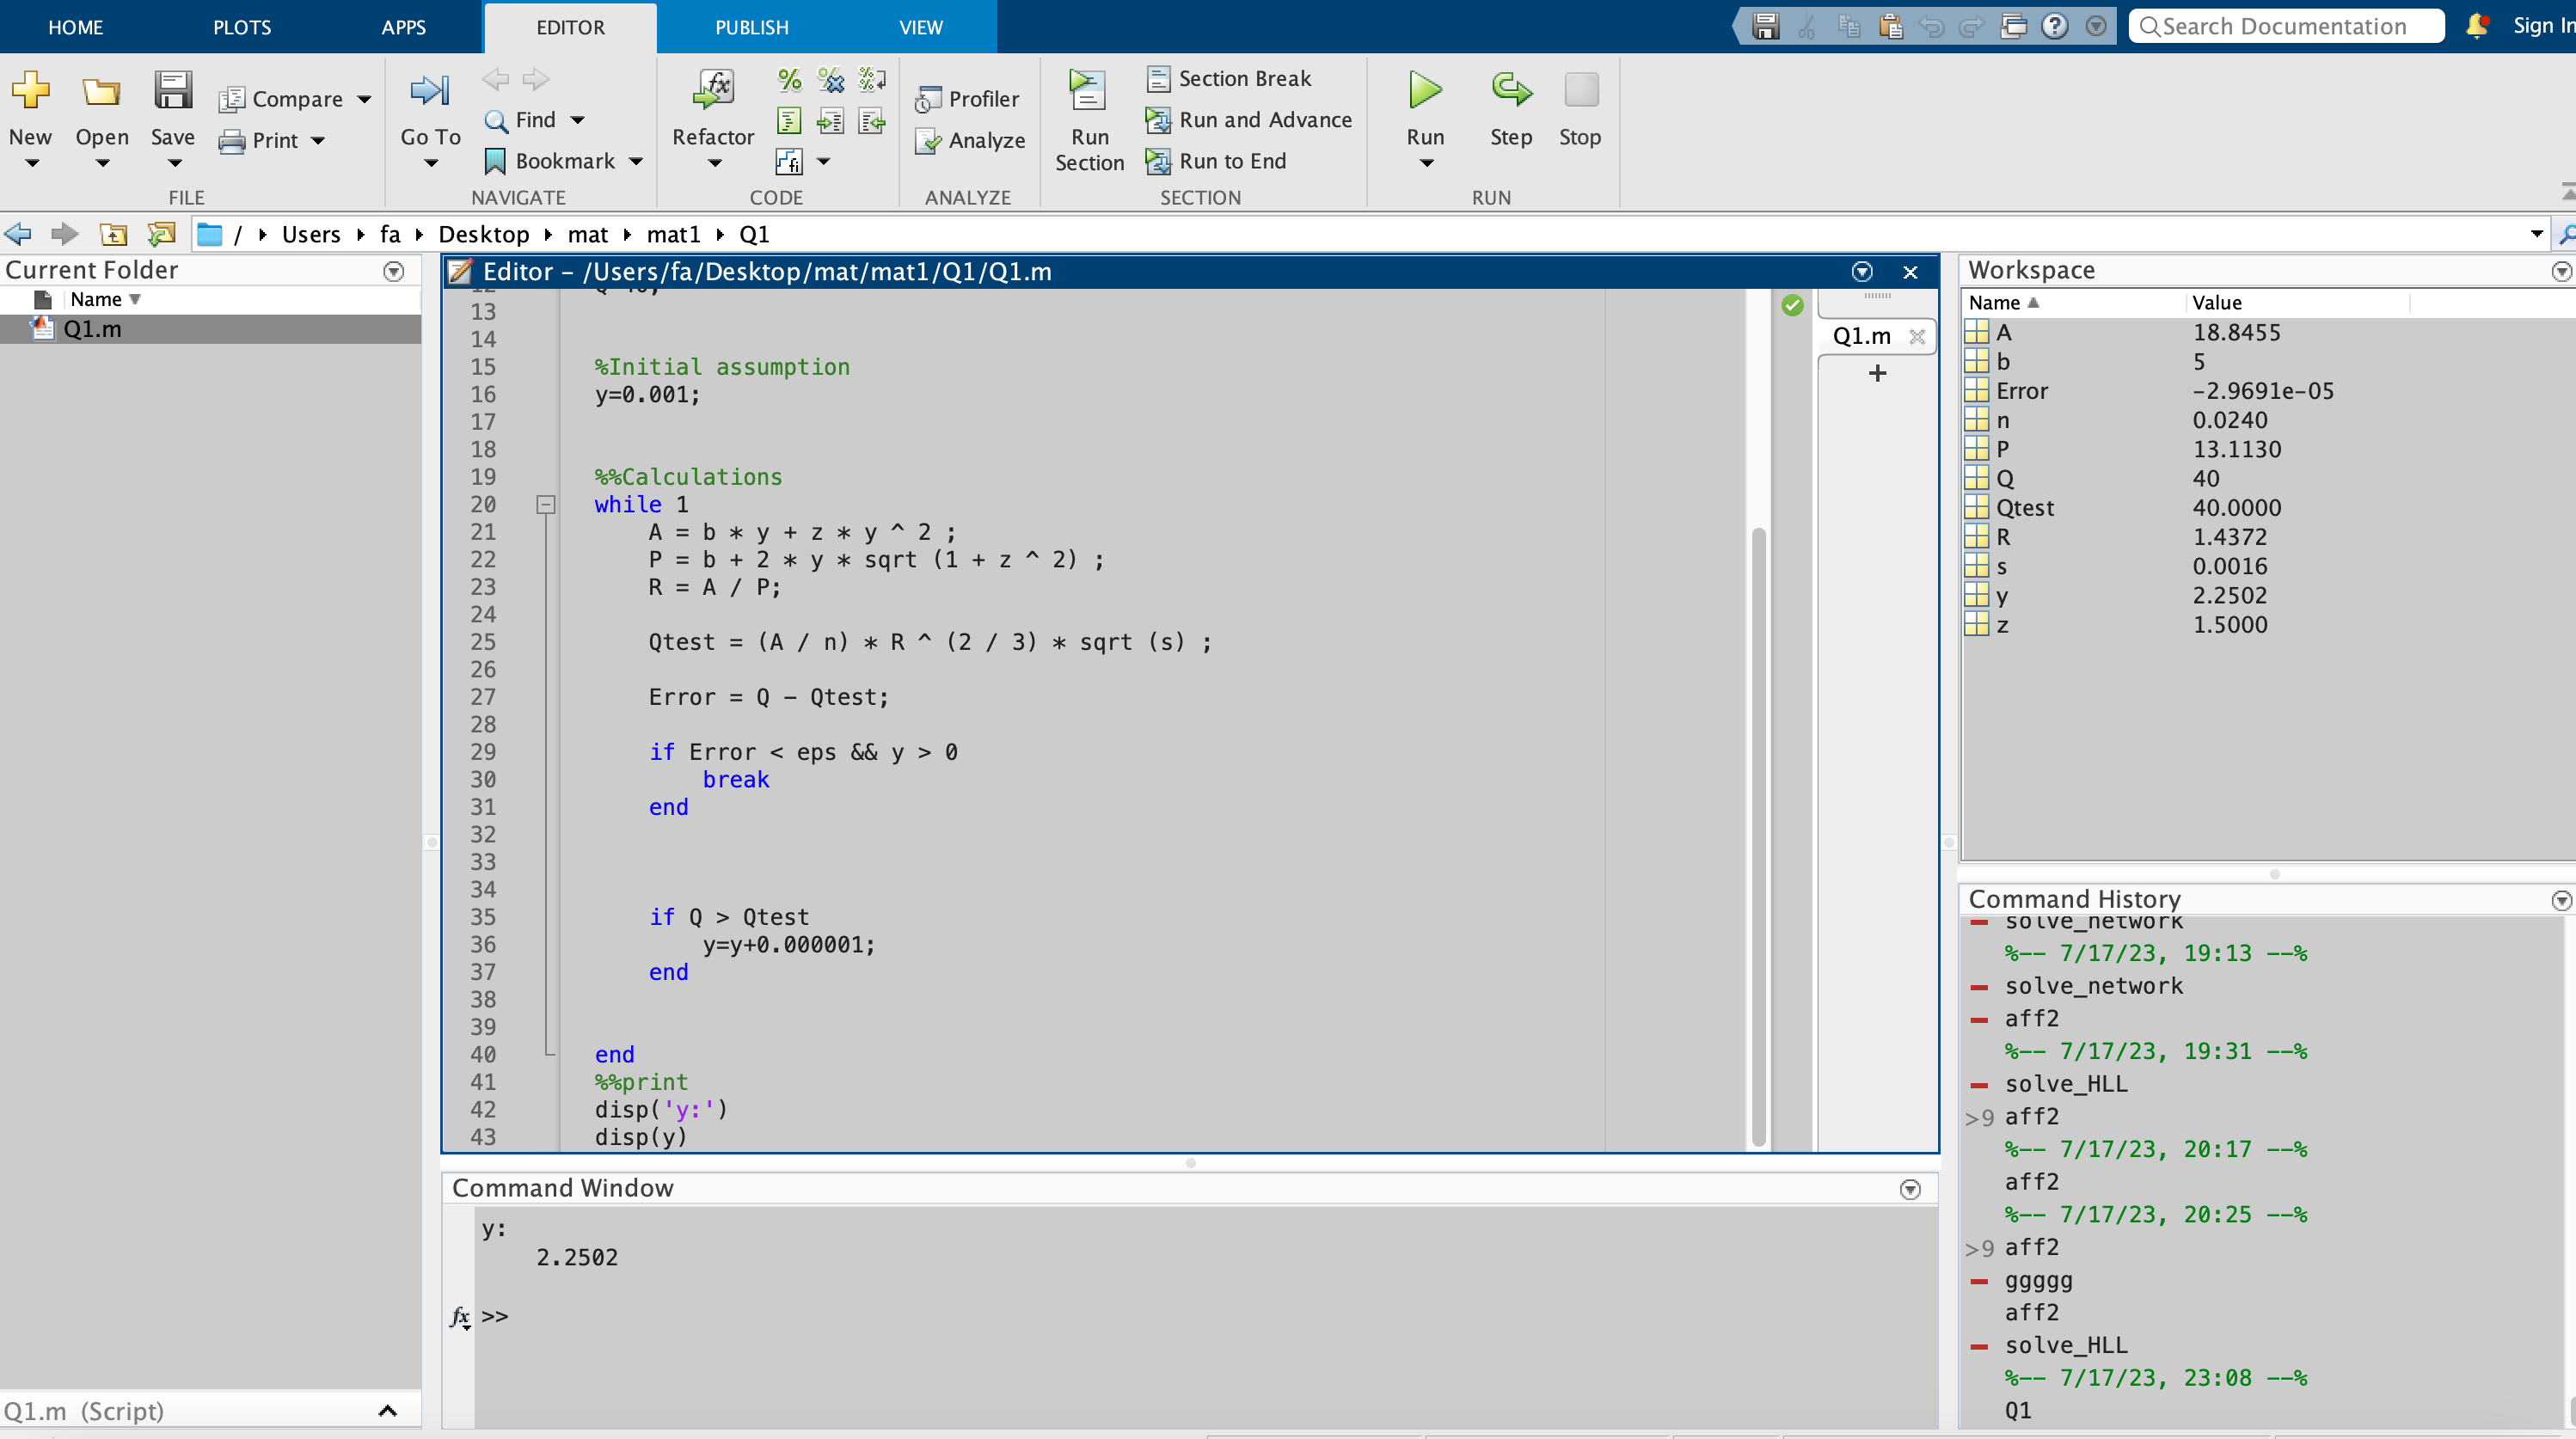 HOME PLOTS APPS EDITOR PUBLISH VIEW Search Documentation Sign In
New Open Save Compare Print
Go To Find Bookmark
Refactor
Profiler Analyze
Run Section Section Break Run and Advance Run to End
Run Step Stop
FILE NAVIGATE CODE ANALYZE SECTION RUN
/ Users fa Desktop mat mat1 Q1
Current Folder
Name
Q1.m
Q1.m (Script)
Editor – /Users/fa/Desktop/mat/mat1/Q1/Q1.m
Q1.m
+
13
14
15 %Initial assumption
16 y=0.001;
17
18
19 %%Calculations
20 while 1
21 A = b * y + z * y ^ 2 ;
22 P = b + 2 * y * sqrt (1 + z ^ 2) ;
23 R = A / P;
24
25 Qtest = (A / n) * R ^ (2 / 3) * sqrt (s) ;
26
27 Error = Q - Qtest;
28
29 if Error < eps && y > 0
30 break
31 end
32
33
34
35 if Q > Qtest
36 y=y+0.000001;
37 end
38
39
40 end
41 %%print
42 disp('y:')
43 disp(y)
Command Window
y:
2.2502
fx >>
Workspace
Name Value
A 18.8455
b 5
Error -2.9691e-05
n 0.0240
P 13.1130
Q 40
Qtest 40.0000
R 1.4372
s 0.0016
y 2.2502
z 1.5000
Command History
solve_network
%-- 7/17/23, 19:13 --%
solve_network
aff2
%-- 7/17/23, 19:31 --%
solve_HLL
>9 aff2
%-- 7/17/23, 20:17 --%
aff2
%-- 7/17/23, 20:25 --%
>9 aff2
ggggg
aff2
solve_HLL
%-- 7/17/23, 23:08 --%
Q1